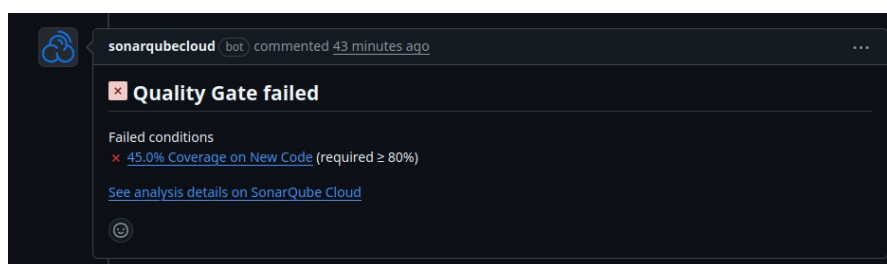 sonarqubecloud bot commented 43 minutes ago
Quality Gate failed
Failed conditions
45.0% Coverage on New Code (required ≥ 80%)
See analysis details on SonarQube Cloud